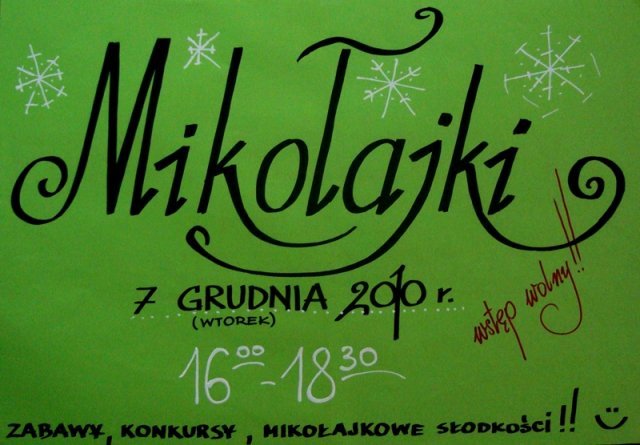 Mikołajki
7 GRUDNIA 2010 r.
(WTOREK)
wstęp wolny!!
16⁰⁰ - 18³⁰
ZABAWY, KONKURSY, MIKOŁAJKOWE SŁODKOŚCI!!